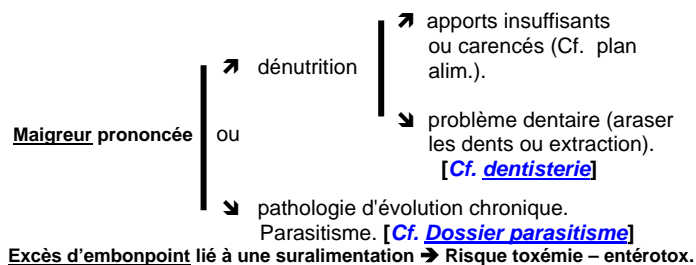 ↗ apports insuffisants
ou carencés (Cf. plan
alim.).
↗ dénutrition
↘ problème dentaire (araser
les dents ou extraction).
[Cf. dentisterie]
Maigreur prononcée
ou
↘ pathologie d'évolution chronique.
Parasitisme. [Cf. Dossier parasitisme]
Excès d'embonpoint lié à une suralimentation ➔ Risque toxémie – entérotox.